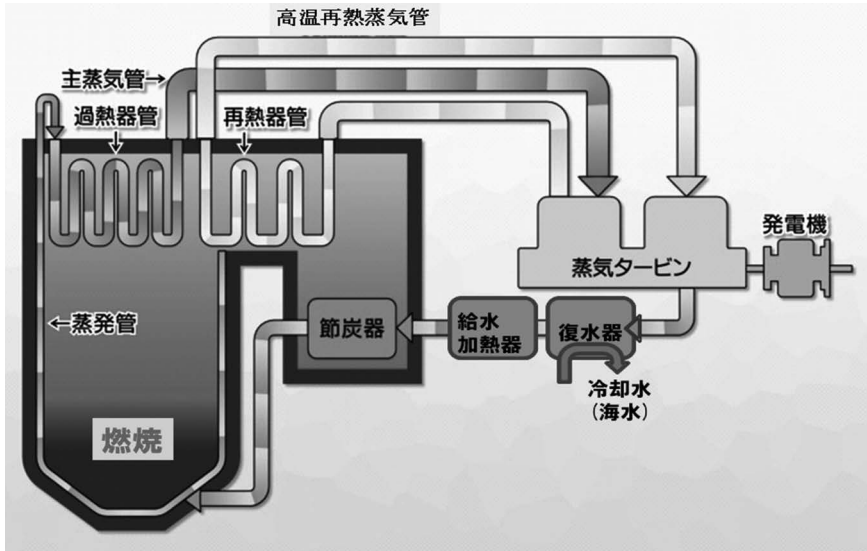 高温再熱蒸気管
主蒸気管→
過熱器管
再熱器管
発電機
蒸気タービン
←蒸発管
節炭器
給水
加熱器
復水器
冷却水
(海水)
燃焼